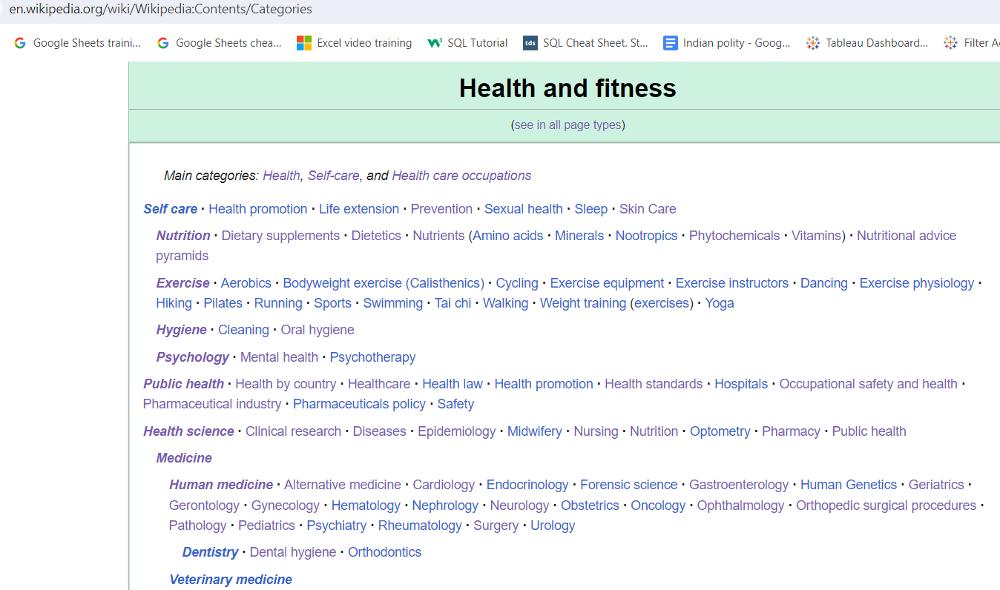 en.wikipedia.org/wiki/Wikipedia:Contents/Categories
Google Sheets traini... Google Sheets chea... Excel video training W3 SQL Tutorial tds SQL Cheat Sheet. St... Indian polity - Goog... Tableau Dashboard... Filter
Health and fitness
(see in all page types)
Main categories: Health, Self-care, and Health care occupations
Self care · Health promotion · Life extension · Prevention · Sexual health · Sleep · Skin Care
Nutrition · Dietary supplements · Dietetics · Nutrients (Amino acids · Minerals · Nootropics · Phytochemicals · Vitamins) · Nutritional advice
pyramids
Exercise · Aerobics · Bodyweight exercise (Calisthenics) · Cycling · Exercise equipment · Exercise instructors · Dancing · Exercise physiology ·
Hiking · Pilates · Running · Sports · Swimming · Tai chi · Walking · Weight training (exercises) · Yoga
Hygiene · Cleaning · Oral hygiene
Psychology · Mental health · Psychotherapy
Public health · Health by country · Healthcare · Health law · Health promotion · Health standards · Hospitals · Occupational safety and health ·
Pharmaceutical industry · Pharmaceuticals policy · Safety
Health science · Clinical research · Diseases · Epidemiology · Midwifery · Nursing · Nutrition · Optometry · Pharmacy · Public health
Medicine
Human medicine · Alternative medicine · Cardiology · Endocrinology · Forensic science · Gastroenterology · Human Genetics · Geriatrics ·
Gerontology · Gynecology · Hematology · Nephrology · Neurology · Obstetrics · Oncology · Ophthalmology · Orthopedic surgical procedures ·
Pathology · Pediatrics · Psychiatry · Rheumatology · Surgery · Urology
Dentistry · Dental hygiene · Orthodontics
Veterinary medicine